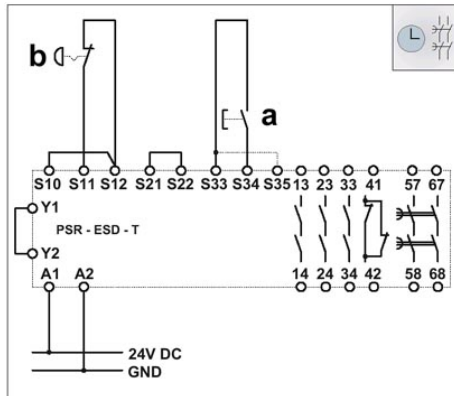 b
a
S10 S11 S12 S21 S22 S33 S34 S35 13 23 33 41 57 67
Y1
PSR - ESD - T
Y2
A1 A2 14 24 34 42 58 68
24V DC
GND